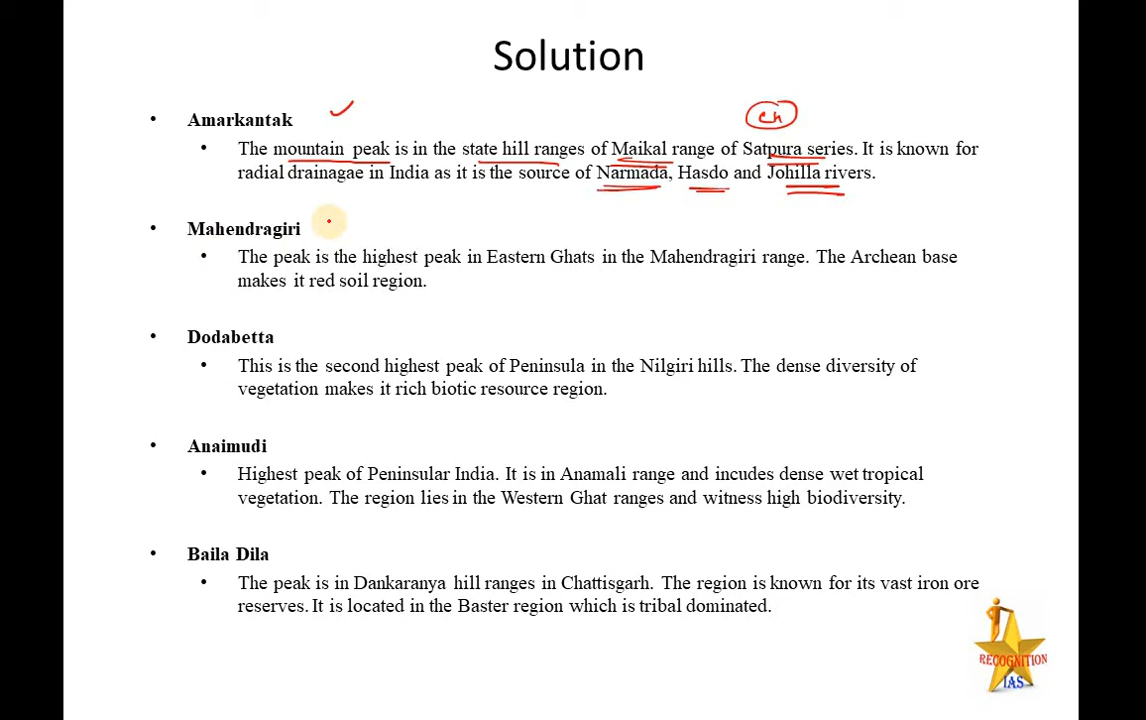 Solution
• Amarkantak
ch
• The mountain peak is in the state hill ranges of Maikal range of Satpura series. It is known for
radial drainagae in India as it is the source of Narmada, Hasdo and Johilla rivers.
• Mahendragiri
• The peak is the highest peak in Eastern Ghats in the Mahendragiri range. The Archean base
makes it red soil region.
• Dodabetta
• This is the second highest peak of Peninsula in the Nilgiri hills. The dense diversity of
vegetation makes it rich biotic resource region.
• Anaimudi
• Highest peak of Peninsular India. It is in Anamali range and incudes dense wet tropical
vegetation. The region lies in the Western Ghat ranges and witness high biodiversity.
• Baila Dila
• The peak is in Dankaranya hill ranges in Chattisgarh. The region is known for its vast iron ore
reserves. It is located in the Baster region which is tribal dominated.
RECOGNITION
IAS